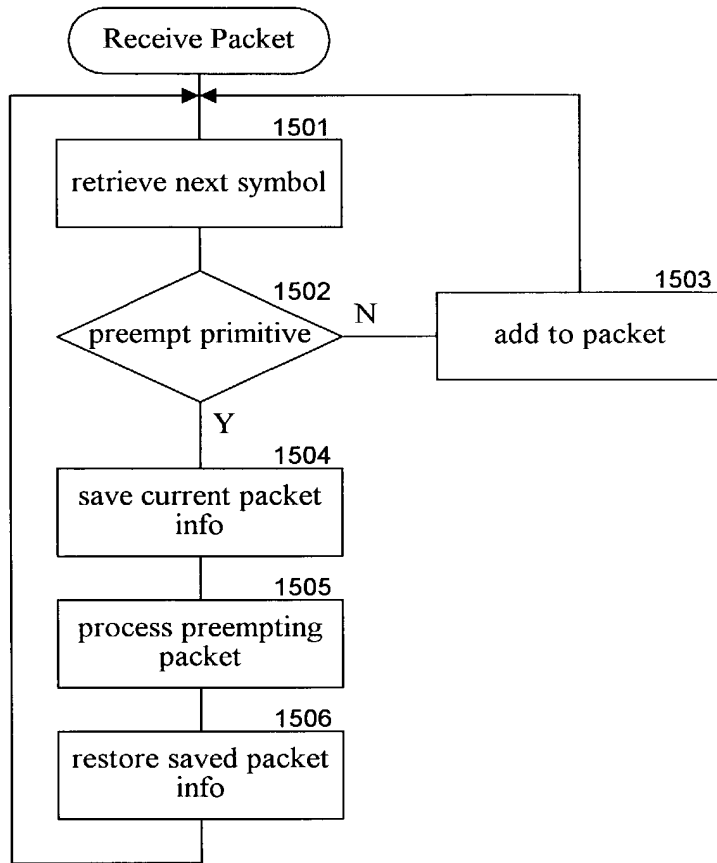 Receive Packet
1501
retrieve next symbol
1502
preempt primitive
N
1503
add to packet
Y
1504
save current packet
info
1505
process preempting
packet
1506
restore saved packet
info